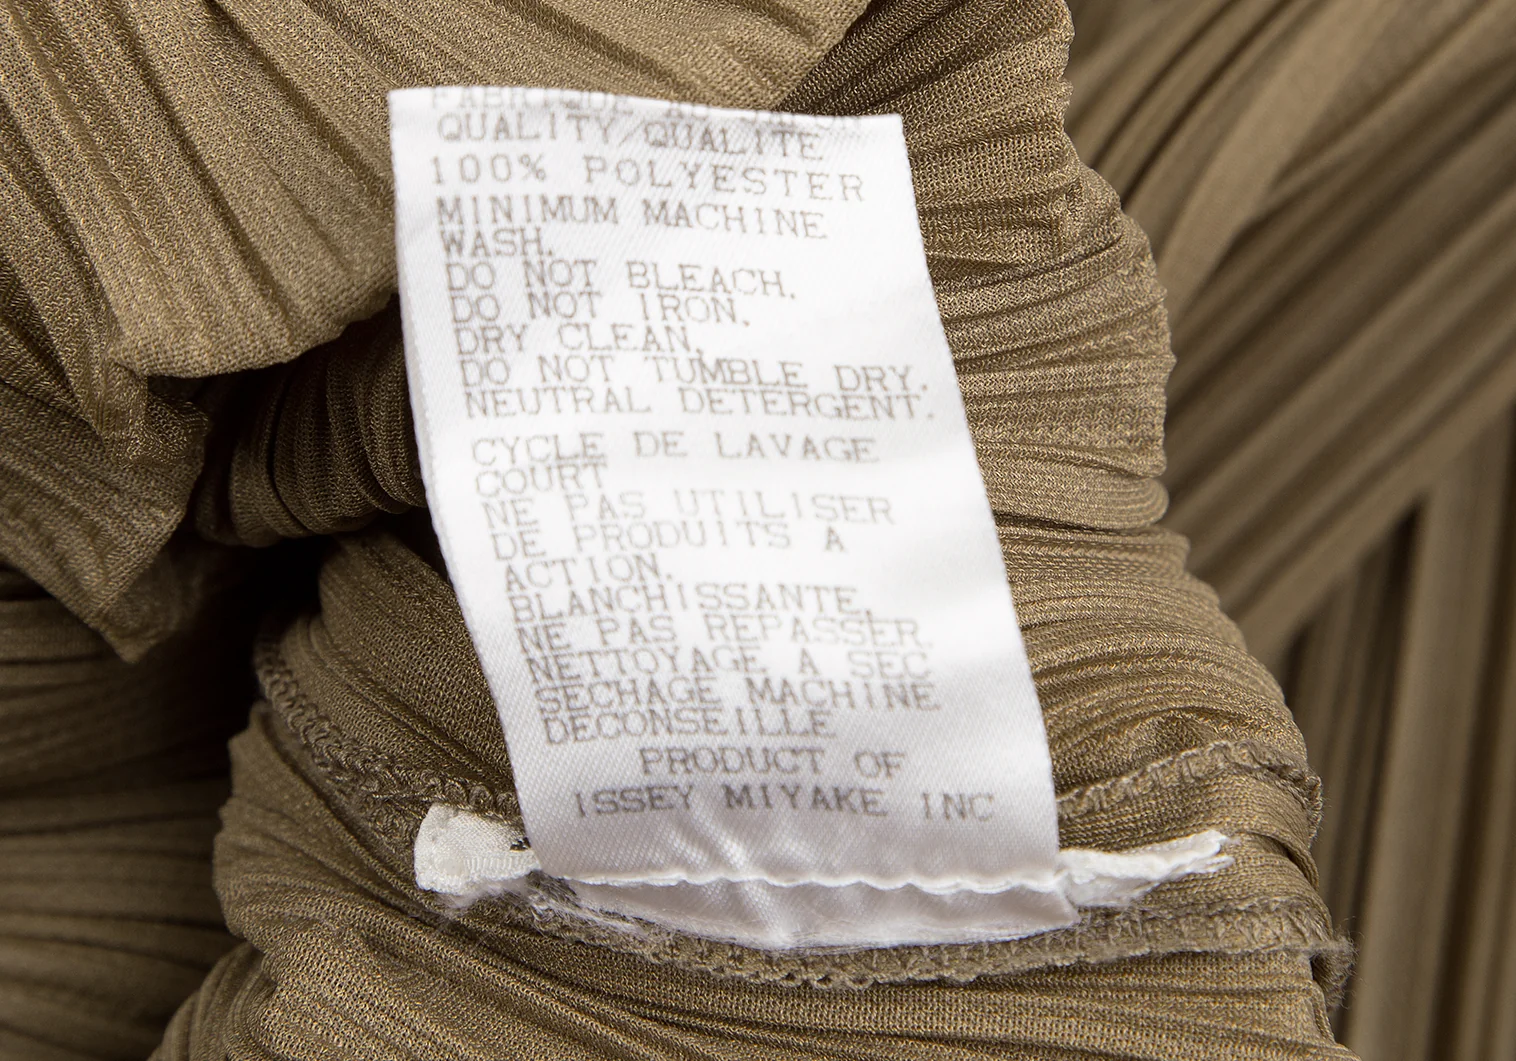 FABRIQUE AU
QUALITY/QUALITE
100% POLYESTER
MINIMUM MACHINE
WASH.
DO NOT BLEACH.
DO NOT IRON.
DRY CLEAN.
DO NOT TUMBLE DRY.
NEUTRAL DETERGENT.
CYCLE DE LAVAGE
COURT
NE PAS UTILISER
DE PRODUITS A
ACTION.
BLANCHISSANTE.
NE PAS REPASSER.
NETTOYAGE A SEC
SECHAGE MACHINE
DECONSEILLE
PRODUCT OF
ISSEY MIYAKE INC